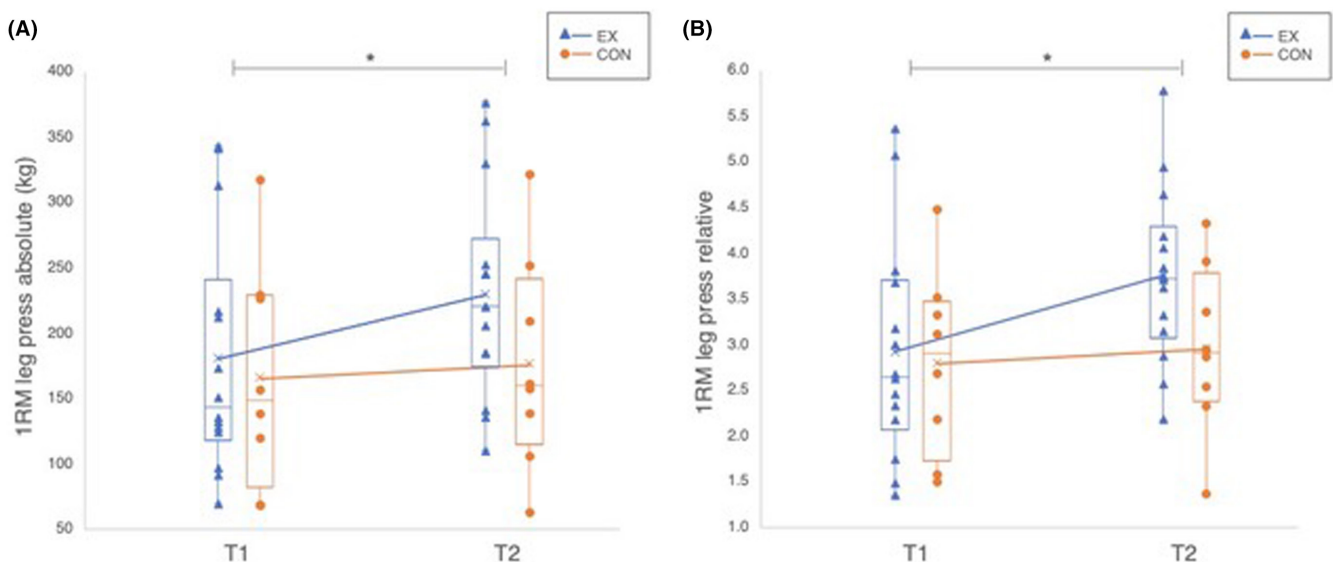 (A)
EX
CON
*
400
350
300
250
200
150
100
50
1RM leg press absolute (kg)
T1
T2
(B)
EX
CON
*
6.0
5.5
5.0
4.5
4.0
3.5
3.0
2.5
2.0
1.5
1.0
1RM leg press relative
T1
T2